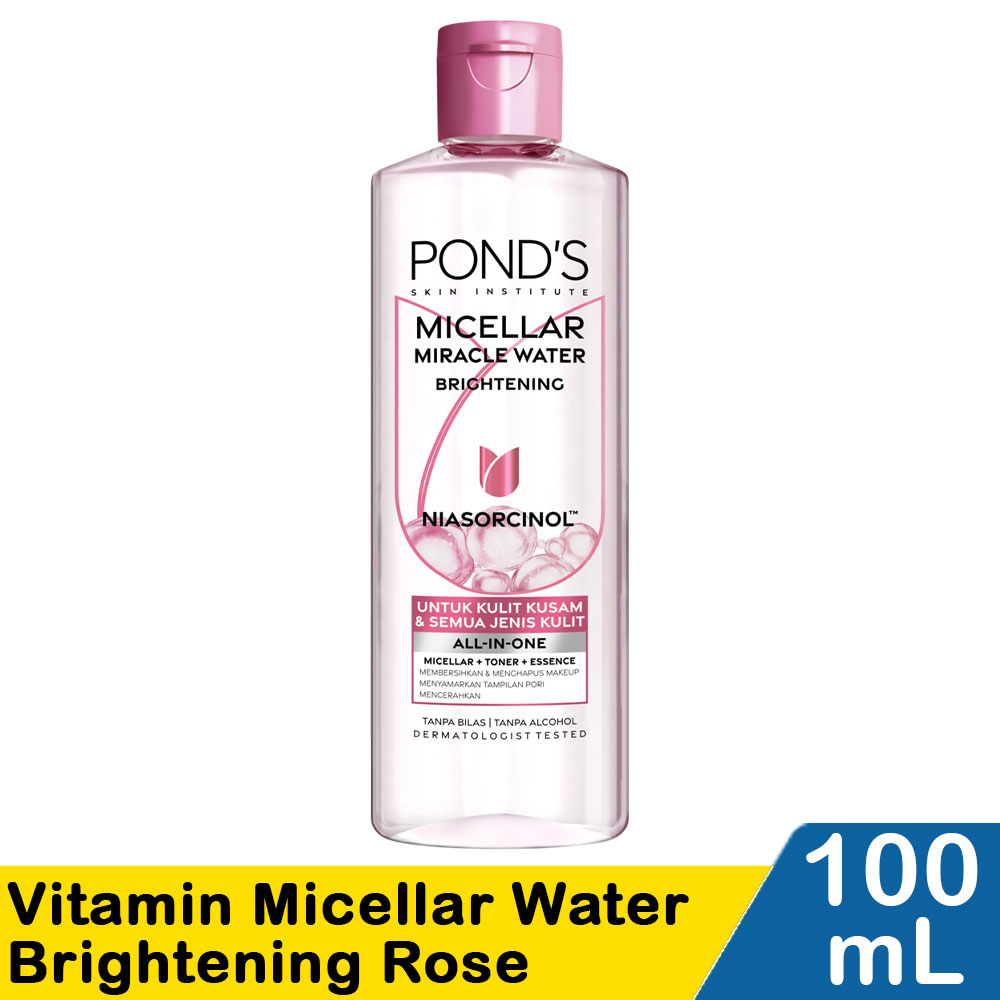 POND'S
SKIN INSTITUTE
MICELLAR
MIRACLE WATER
BRIGHTENING
NIASORCINOL™
UNTUK KULIT KUSAM
& SEMUA JENIS KULIT
ALL-IN-ONE
MICELLAR + TONER + ESSENCE
MEMBERSIHKAN & MENGHAPUS MAKEUP
MENYAMARKAN TAMPILAN PORI
MENCERAHKAN
TANPA BILAS | TANPA ALCOHOL
DERMATOLOGIST TESTED
Vitamin Micellar Water
Brightening Rose
100
mL